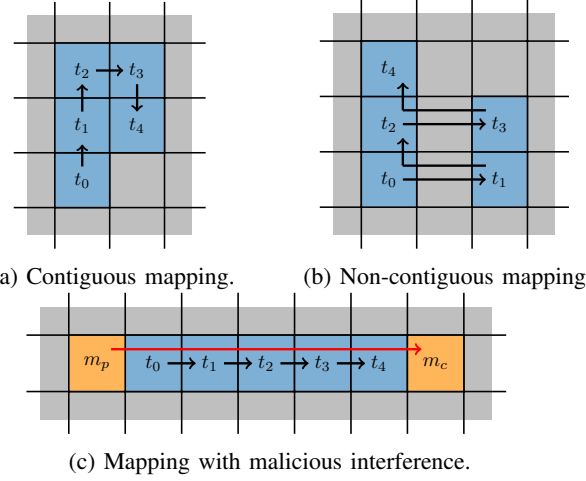 t2 t3
t1 t4
t0
t4
t2 t3
t0 t1
a) Contiguous mapping.
(b) Non-contiguous mapping
mp t0 t1 t2 t3 t4 mc
(c) Mapping with malicious interference.